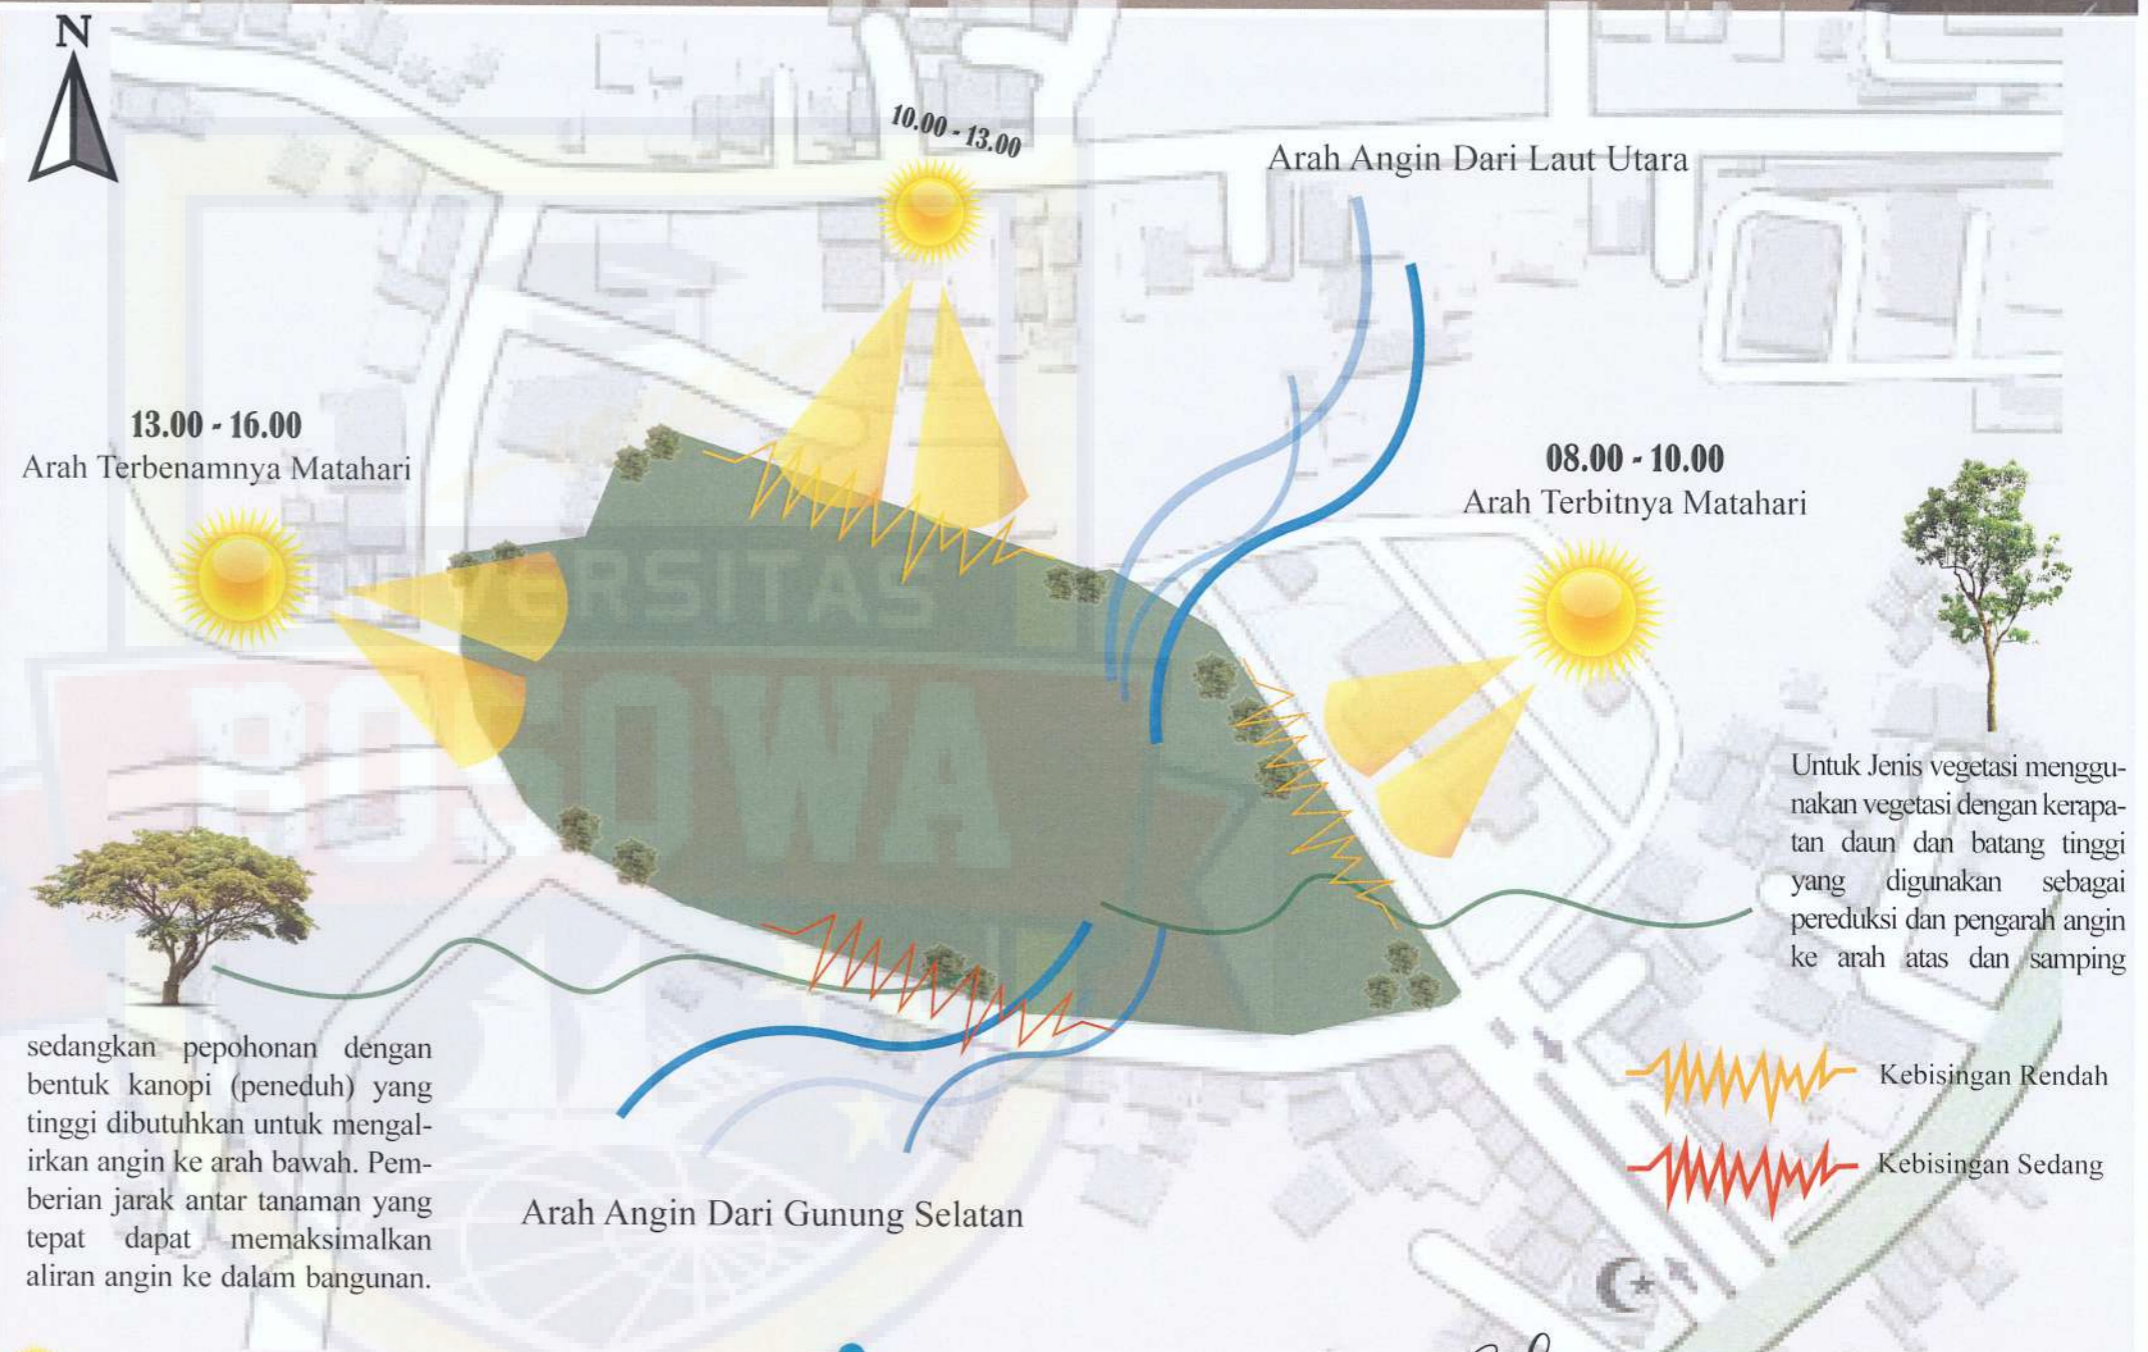 N
10.00 - 13.00
Arah Angin Dari Laut Utara
13.00 - 16.00
Arah Terbenamnya Matahari
08.00 - 10.00
Arah Terbitnya Matahari
UNIVERSITAS
BOSOWA
Untuk Jenis vegetasi menggu-
nakan vegetasi dengan kerapa-
tan daun dan batang tinggi
yang digunakan sebagai
pereduksi dan pengarah angin
ke arah atas dan samping
sedangkan pepohonan dengan
bentuk kanopi (peneduh) yang
tinggi dibutuhkan untuk mengal-
irkan angin ke arah bawah. Pem-
berian jarak antar tanaman yang
tepat dapat memaksimalkan
aliran angin ke dalam bangunan.
Kebisingan Rendah
Kebisingan Sedang
Arah Angin Dari Gunung Selatan